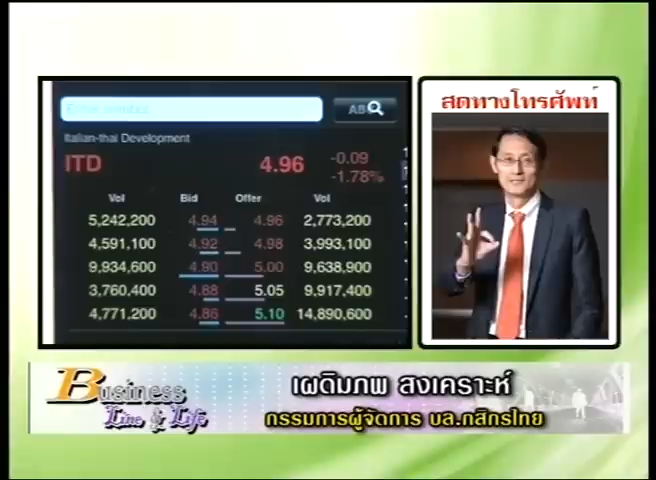 สดทางโทรศัพท์
Enter symbol
Italian-thai Development
ITD 4.96 -0.09
-1.78%
Vol Bid Offer Vol
5,242,200 4.94 4.96 2,773,200
4,591,100 4.92 4.98 3,993,100
9,934,600 4.90 5.00 9,638,900
3,760,400 4.88 5.05 9,917,400
4,771,200 4.86 5.10 14,890,600
Business
Line & Life
เผดิมภพ สงเคราะห์
กรรมการผู้จัดการ บล.กสิกรไทย